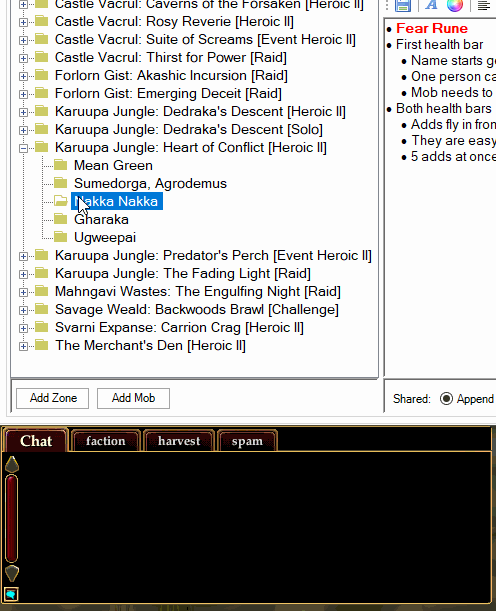 Castle Vacrul: Caverns of the Forsaken [Heroic II]
Castle Vacrul: Rosy Reverie [Heroic II]
Castle Vacrul: Suite of Screams [Event Heroic II]
Castle Vacrul: Thirst for Power [Raid]
Forlorn Gist: Akashic Incursion [Raid]
Forlorn Gist: Emerging Deceit [Raid]
Karuupa Jungle: Dedraka's Descent [Heroic II]
Karuupa Jungle: Dedraka's Descent [Solo]
Karuupa Jungle: Heart of Conflict [Heroic II]
Mean Green
Sumedorga, Agrodemus
Nakka Nakka
Gharaka
Ugweepai
Karuupa Jungle: Predator's Perch [Event Heroic II]
Karuupa Jungle: The Fading Light [Raid]
Mahngavi Wastes: The Engulfing Night [Raid]
Savage Weald: Backwoods Brawl [Challenge]
Svarni Expanse: Carrion Crag [Heroic II]
The Merchant's Den [Heroic II]
Add Zone Add Mob
A
Fear Rune
First health bar
Name starts g
One person ca
Mob needs to
Both health bars
Adds fly in fron
They are easy
5 adds at once
Shared: Append
Chat faction harvest spam